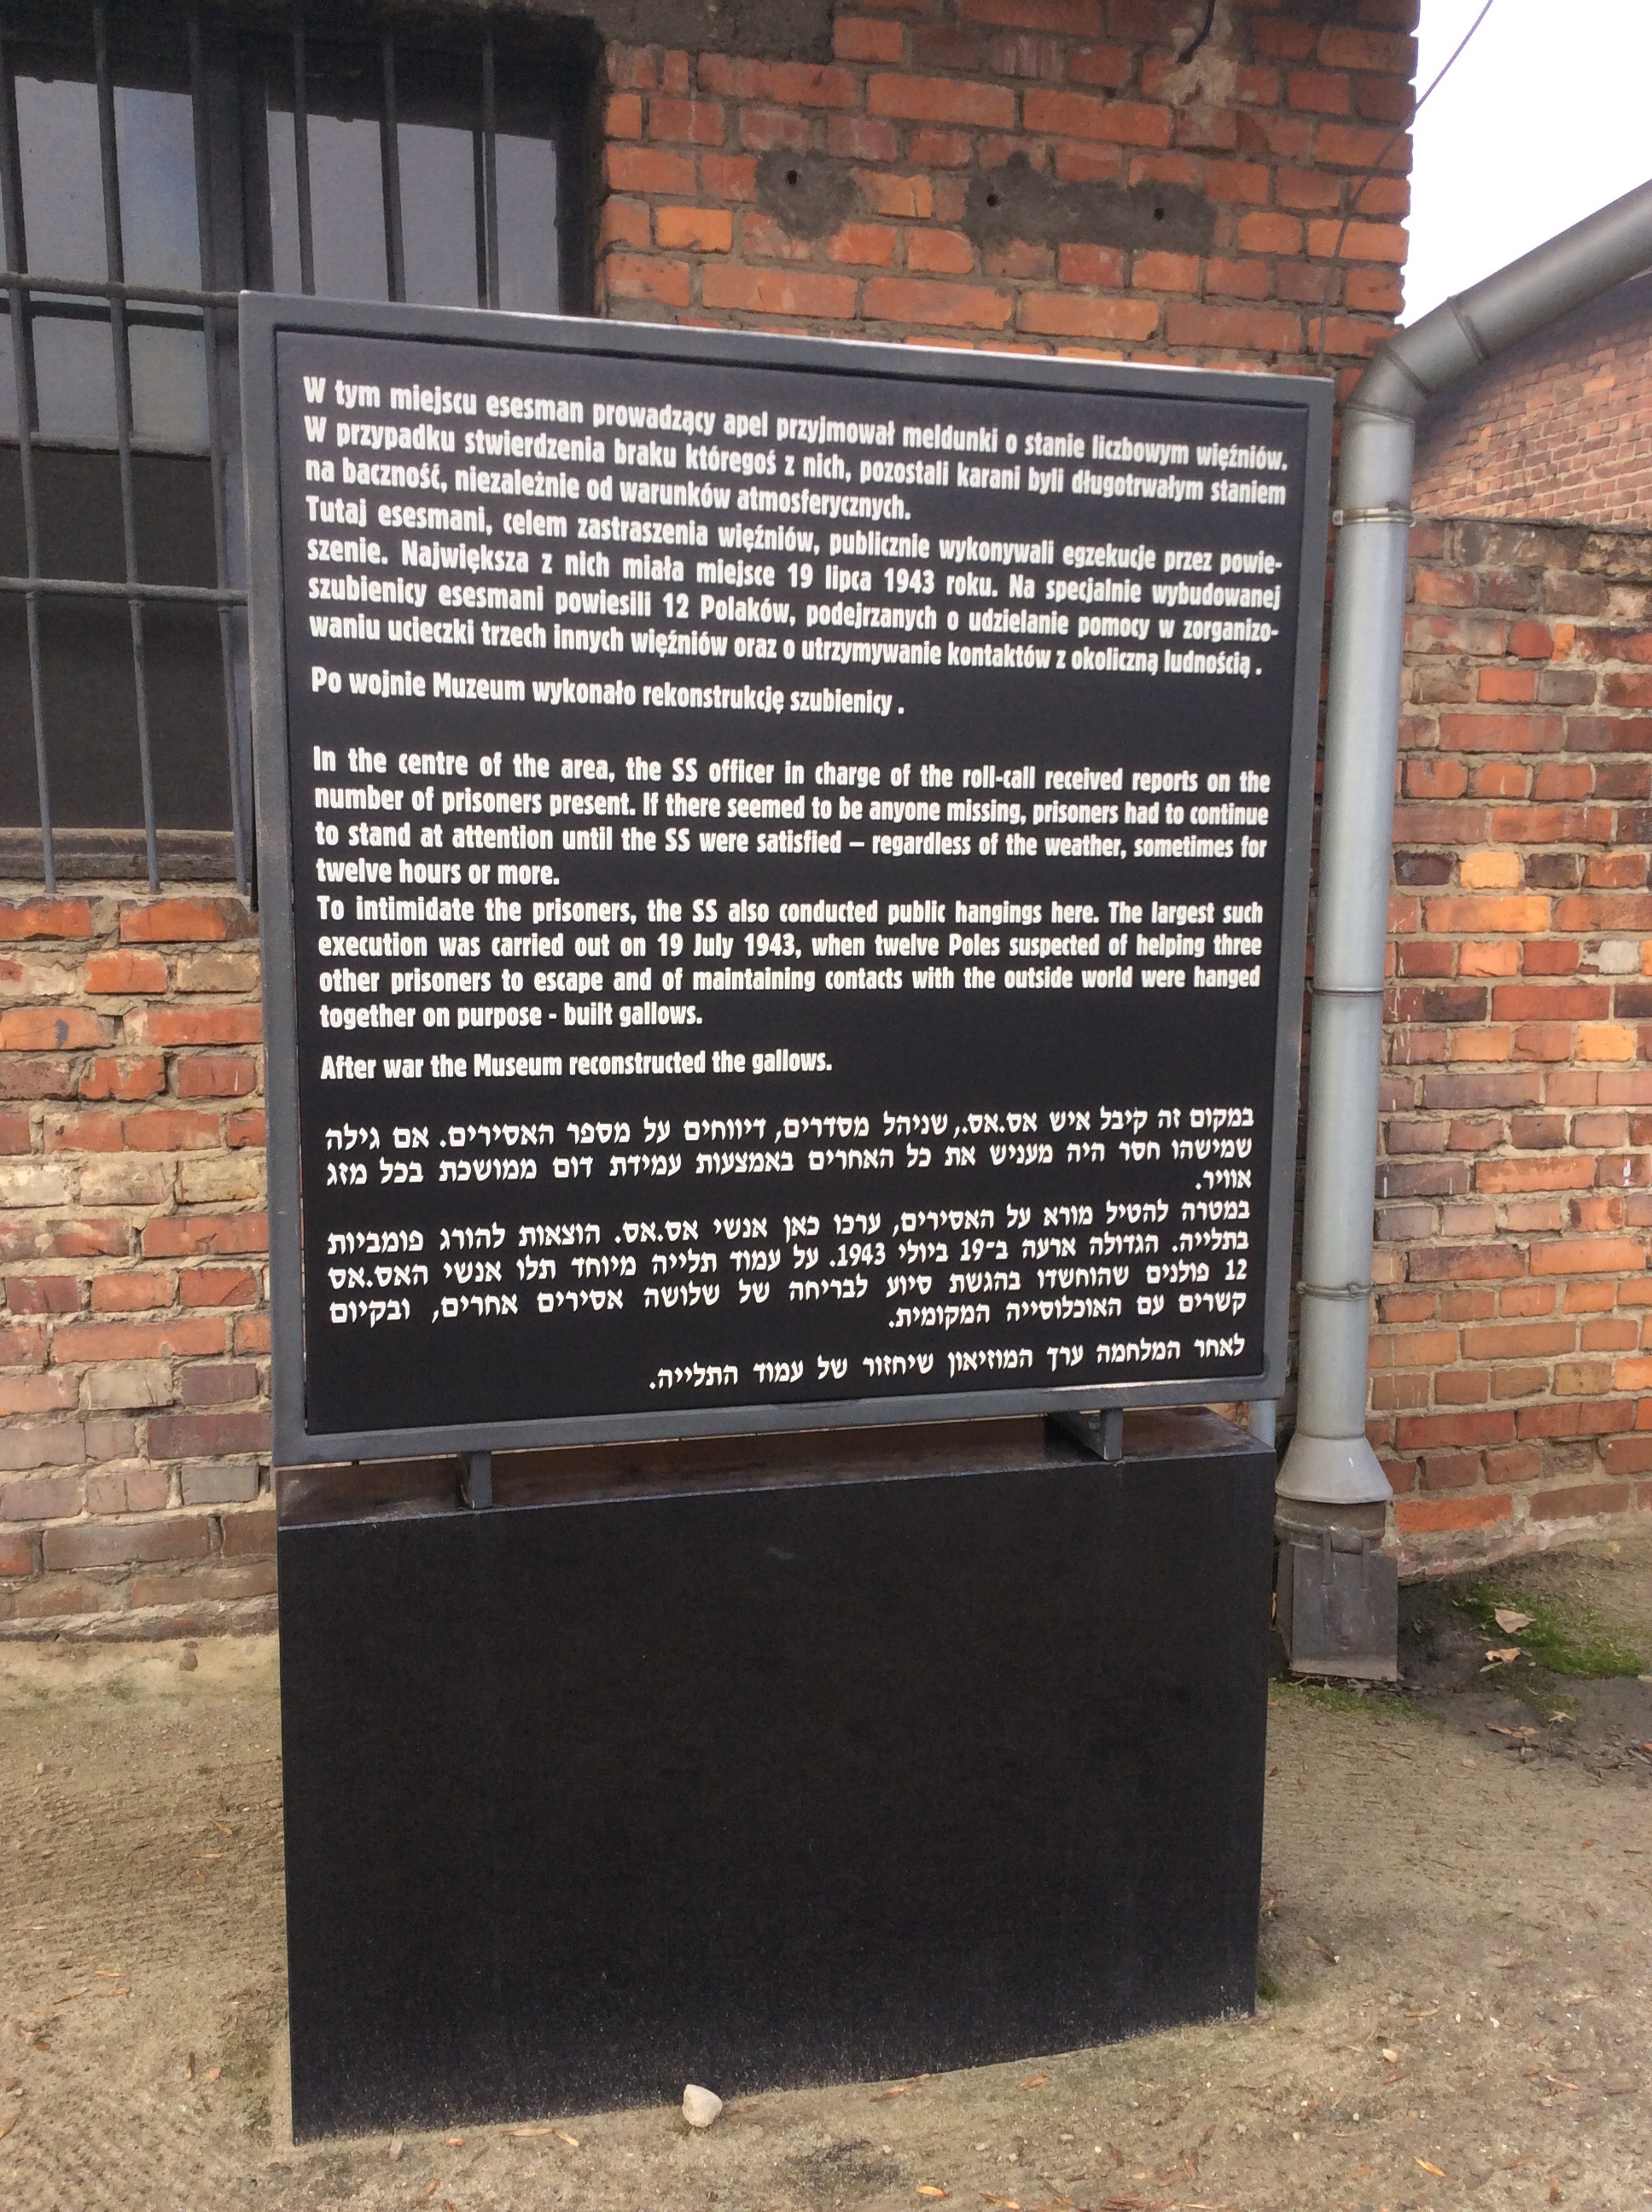 W tym miejscu esesman prowadzący apel przyjmował meldunki o stanie liczbowym więźniów.
W przypadku stwierdzenia braku któregoś z nich, pozostali karani byli długotrwałym staniem
na baczność, niezależnie od warunków atmosferycznych.
Tutaj esesmani, celem zastraszenia więźniów, publicznie wykonywali egzekucje przez powie-
szenie. Największa z nich miała miejsce 19 lipca 1943 roku. Na specjalnie wybudowanej
szubienicy esesmani powiesili 12 Polaków, podejrzanych o udzielanie pomocy w zorganizo-
waniu ucieczki trzech innych więźniów oraz o utrzymywanie kontaktów z okoliczną ludnością .
Po wojnie Muzeum wykonało rekonstrukcję szubienicy .
In the centre of the area, the SS officer in charge of the roll-call received reports on the
number of prisoners present. If there seemed to be anyone missing, prisoners had to continue
to stand at attention until the SS were satisfied – regardless of the weather, sometimes for
twelve hours or more.
To intimidate the prisoners, the SS also conducted public hangings here. The largest such
execution was carried out on 19 July 1943, when twelve Poles suspected of helping three
other prisoners to escape and of maintaining contacts with the outside world were hanged
together on purpose - built gallows.
After war the Museum reconstructed the gallows.
במקום זה קיבל איש אס.אס., שניהל מסדרים, דיווחים על מספר האסירים. אם גילה
שמישהו חסר היה מעניש את כל האחרים באמצעות עמידת דום ממושכת בכל מזג
אוויר.
במטרה להטיל מורא על האסירים, ערכו כאן אנשי אס.אס. הוצאות להורג פומביות
בתלייה. הגדולה ארעה ב-19 ביולי 1943. על עמוד תלייה מיוחד תלו אנשי האס.אס
12 פולנים שהוחשדו בהגשת סיוע לבריחה של שלושה אסירים אחרים, ובקיום
קשרים עם האוכלוסייה המקומית.
לאחר המלחמה ערך המוזיאון שיחזור של עמוד התלייה.